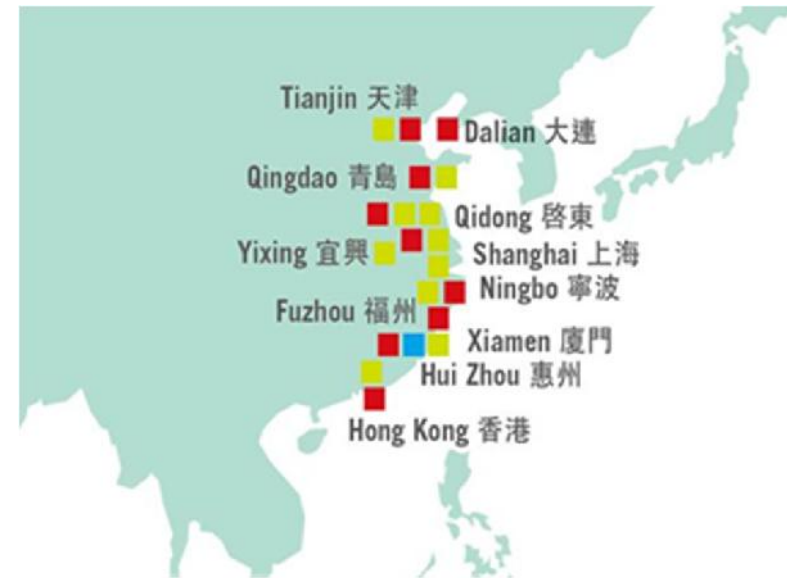 Tianjin 天津
Dalian 大連
Qingdao 青島
Qidong 啓東
Yixing 宜興
Shanghai 上海
Ningbo 寧波
Fuzhou 福州
Xiamen 廈門
Hui Zhou 惠州
Hong Kong 香港